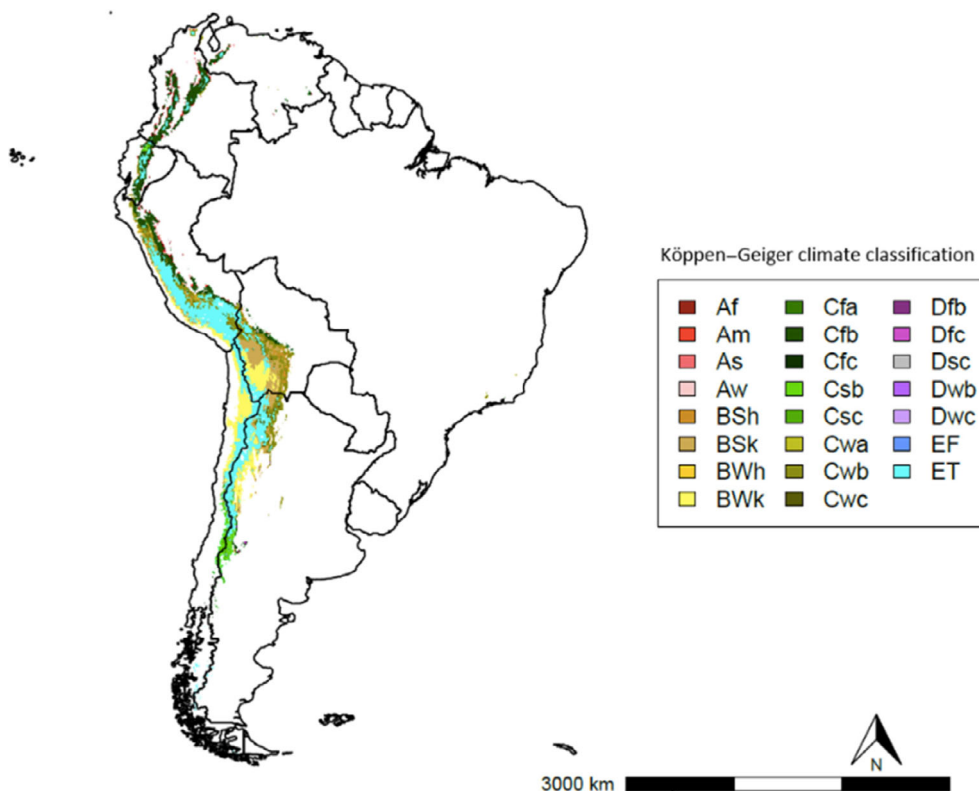 Köppen–Geiger climate classification
Af Cfa Dfb
Am Cfb Dfc
As Cfc Dsc
Aw Csb Dwb
BSh Csc Dwc
BSk Cwa EF
BWh Cwb ET
BWk Cwc
N
3000 km